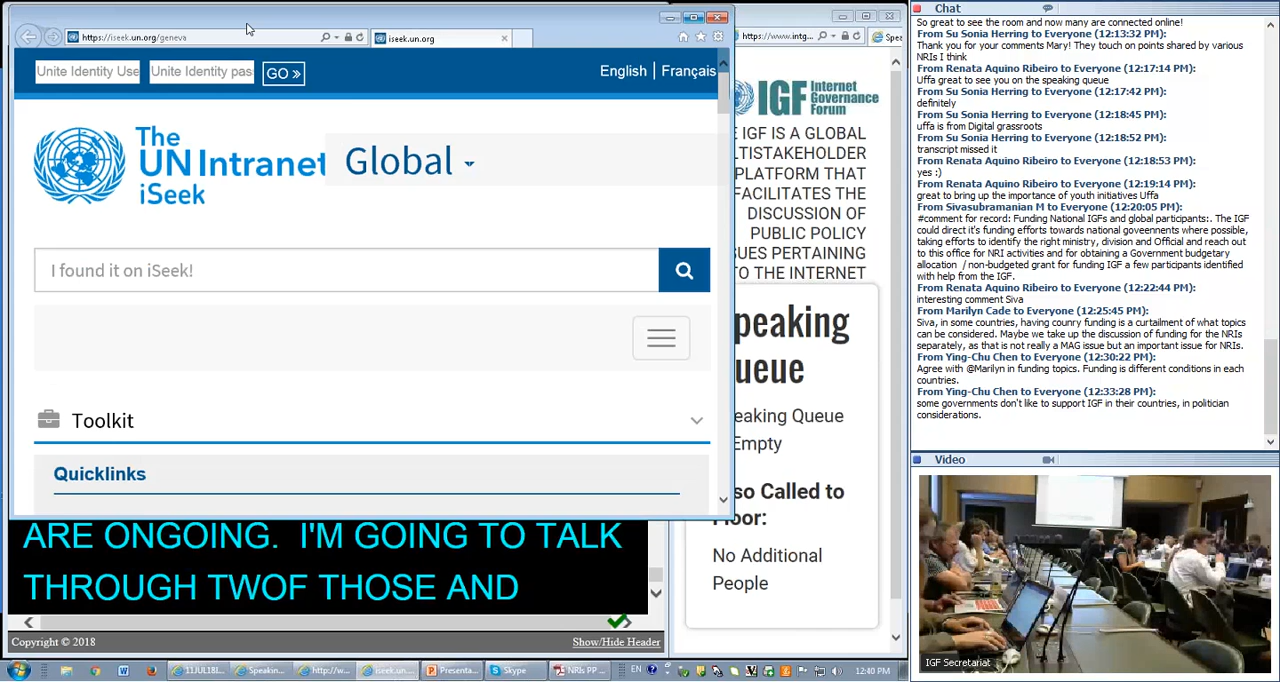 https://iseek.un.org/geneva
iseek.un.org
Unite Identity Use
Unite Identity pas
GO »
English | Français
The
UN Intranet
iSeek
Global
I found it on iSeek!
Toolkit
Quicklinks
ARE ONGOING. I'M GOING TO TALK
THROUGH TWOF THOSE AND
Copyright © 2018
Show/Hide Header
https://www.intg
Spea
IGF Internet
Governance
Forum
E IGF IS A GLOBAL
LTISTAKEHOLDER
PLATFORM THAT
FACILITATES THE
DISCUSSION OF
PUBLIC POLICY
UES PERTAINING
TO THE INTERNET
peaking
ueue
eaking Queue
Empty
so Called to
Floor:
No Additional
People
Chat
So great to see the room and now many are connected online!
From Su Sonia Herring to Everyone (12:13:32 PM):
Thank you for your comments Mary! They touch on points shared by various
NRIs I think
From Renata Aquino Ribeiro to Everyone (12:17:14 PM):
Uffa great to see you on the speaking queue
From Su Sonia Herring to Everyone (12:17:42 PM):
definitely
From Su Sonia Herring to Everyone (12:18:45 PM):
uffa is from Digital grassroots
From Su Sonia Herring to Everyone (12:18:52 PM):
transcript missed it
From Renata Aquino Ribeiro to Everyone (12:18:53 PM):
yes :)
From Renata Aquino Ribeiro to Everyone (12:19:14 PM):
great to bring up the importance of youth initiatives Uffa
From Sivasubramanian M to Everyone (12:20:05 PM):
#comment for record: Funding National IGFs and global participants:. The IGF
could direct it's funding efforts towards national goveenments where possible,
taking efforts to identify the right ministry, division and Official and reach out
to this office for NRI activities and for obtaining a Government budgetary
allocation / non-budgeted grant for funding IGF a few participants identified
with help from the IGF.
From Renata Aquino Ribeiro to Everyone (12:22:44 PM):
interesting comment Siva
From Marilyn Cade to Everyone (12:25:45 PM):
Siva, in some countries, having counry funding is a curtailment of what topics
can be considered. Maybe we take up the discussion of funding for the NRIs
separately, as that is not really a MAG issue but an important issue for NRIs.
From Ying-Chu Chen to Everyone (12:30:22 PM):
Agree with @Marilyn in funding topics. Funding is different conditions in each
countries.
From Ying-Chu Chen to Everyone (12:33:28 PM):
some governments don't like to support IGF in their countries, in politician
considerations.
Video
IGF Secretariat
11JUL18I...
Speakin...
http://w...
iseek.un...
Presenta...
Skype
NRIs PP ...
EN
12:40 PM